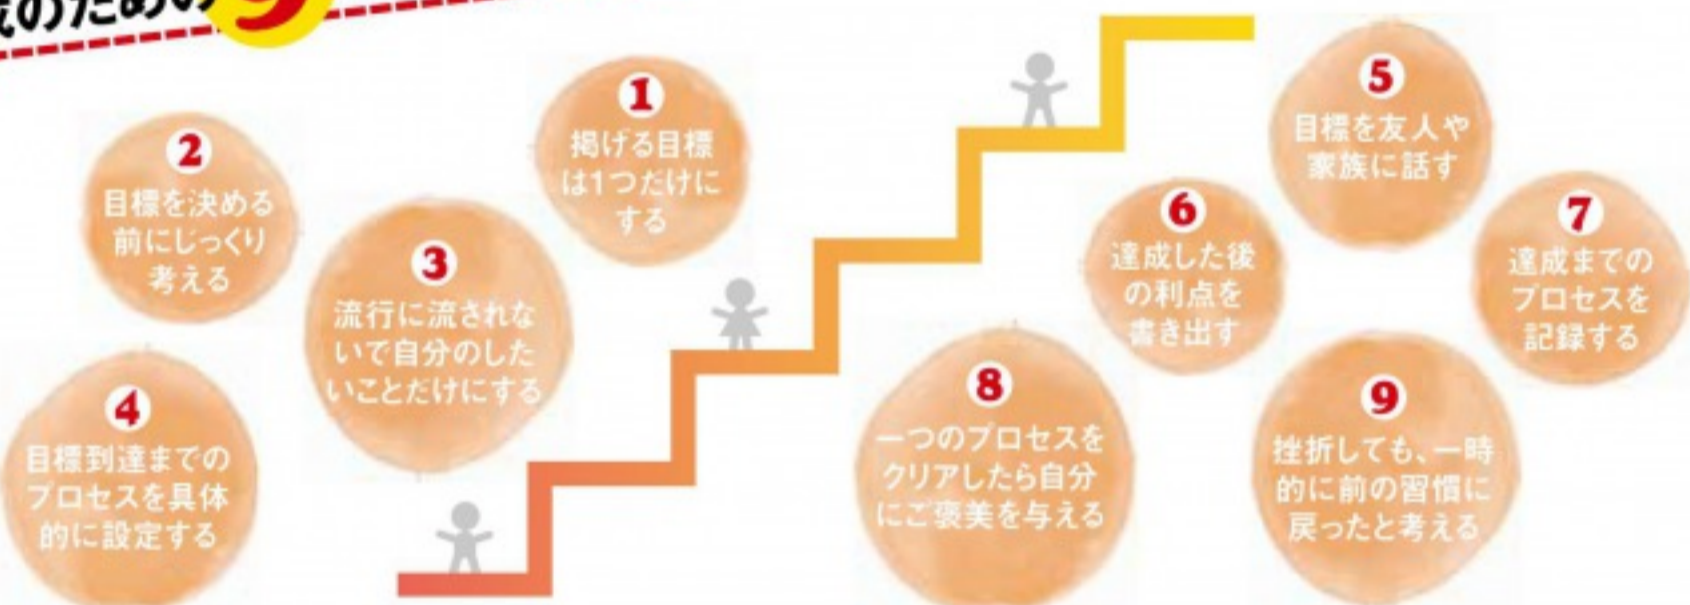 のための9
1
掲げる目標
は1つだけに
する
2
目標を決める
前にじっくり
考える
3
流行に流されな
いで自分のした
いことだけにする
4
目標到達までの
プロセスを具体
的に設定する
5
目標を友人や
家族に話す
6
達成した後
の利点を
書き出す
7
達成までの
プロセスを
記録する
8
一つのプロセスを
クリアしたら自分
にご褒美を与える
9
挫折しても、一時
的に前の習慣に
戻ったと考える